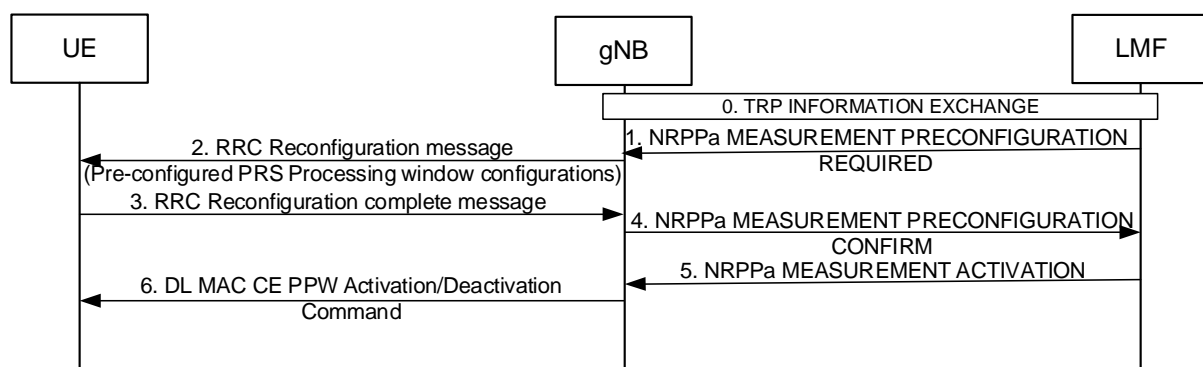 UE
gNB
LMF
0. TRP INFORMATION EXCHANGE
1. NRPPa MEASUREMENT PRECONFIGURATION
REQUIRED
2. RRC Reconfiguration message
(Pre-configured PRS Processing window configurations)
3. RRC Reconfiguration complete message
4. NRPPa MEASUREMENT PRECONFIGURATION
CONFIRM
5. NRPPa MEASUREMENT ACTIVATION
6. DL MAC CE PPW Activation/Deactivation
Command